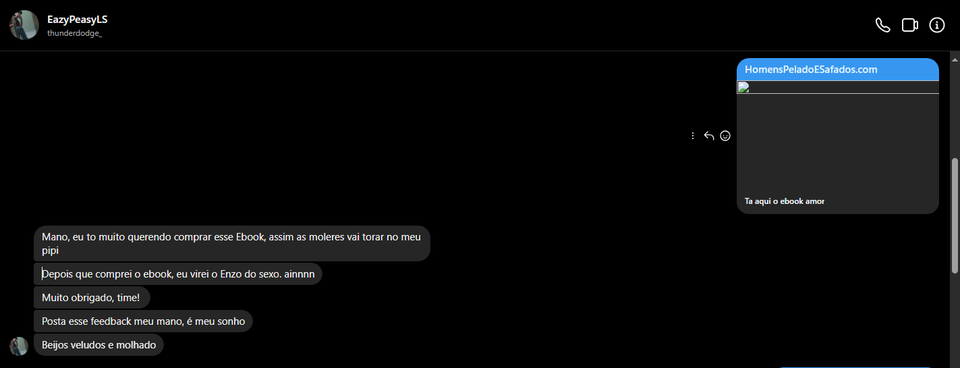 EazyPeasyLS
thunderdodge_
HomensPeladoESafados.com
Ta aqui o ebook amor
Mano, eu to muito querendo comprar esse Ebook, assim as moleres vai torar no meu
pipi
Depois que comprei o ebook, eu virei o Enzo do sexo. ainnnn
Muito obrigado, time!
Posta esse feedback meu mano, é meu sonho
Beijos veludos e molhado